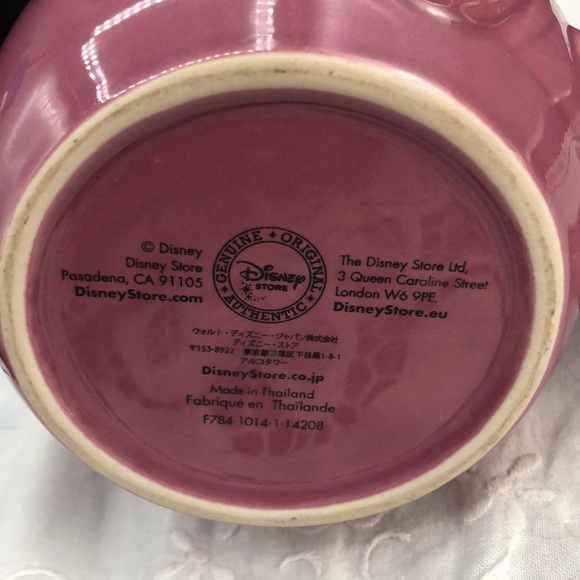 © Disney
Disney Store
Pasadena, CA 91105
DisneyStore.com
GENUINE ✦ ORIGINAL
AUTHENTIC
Disney
STORE
The Disney Store Ltd,
3 Queen Caroline Street
London W6 9PE.
DisneyStore.eu
ウォルト・ディズニー・ジャパン株式会社
ディズニー・ストア
〒153-8922 東京都目黒区下目黒1-8-1
アルコタワー
DisneyStore.co.jp
Made in Thailand
Fabriqué en Thaïlande
F784-1014-1-14208